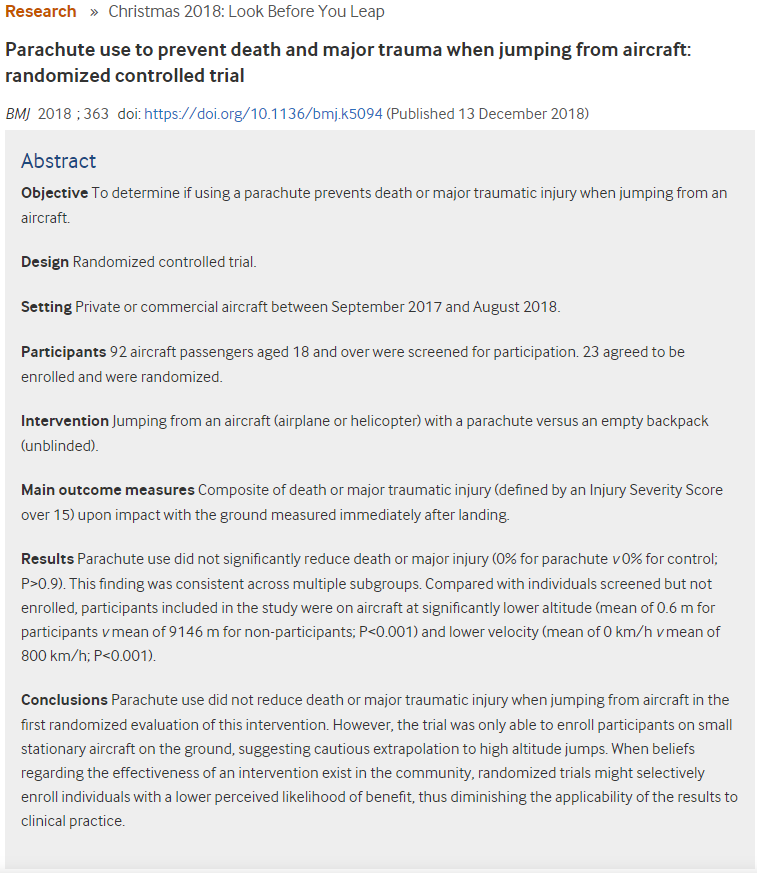 Research » Christmas 2018: Look Before You Leap
Parachute use to prevent death and major trauma when jumping from aircraft:
randomized controlled trial
BMJ 2018 ; 363 doi: https://doi.org/10.1136/bmj.k5094 (Published 13 December 2018)
Abstract
Objective To determine if using a parachute prevents death or major traumatic injury when jumping from an
aircraft.
Design Randomized controlled trial.
Setting Private or commercial aircraft between September 2017 and August 2018.
Participants 92 aircraft passengers aged 18 and over were screened for participation. 23 agreed to be
enrolled and were randomized.
Intervention Jumping from an aircraft (airplane or helicopter) with a parachute versus an empty backpack
(unblinded).
Main outcome measures Composite of death or major traumatic injury (defined by an Injury Severity Score
over 15) upon impact with the ground measured immediately after landing.
Results Parachute use did not significantly reduce death or major injury (0% for parachute v 0% for control;
P>0.9). This finding was consistent across multiple subgroups. Compared with individuals screened but not
enrolled, participants included in the study were on aircraft at significantly lower altitude (mean of 0.6 m for
participants v mean of 9146 m for non-participants; P<0.001) and lower velocity (mean of 0 km/h v mean of
800 km/h; P<0.001).
Conclusions Parachute use did not reduce death or major traumatic injury when jumping from aircraft in the
first randomized evaluation of this intervention. However, the trial was only able to enroll participants on small
stationary aircraft on the ground, suggesting cautious extrapolation to high altitude jumps. When beliefs
regarding the effectiveness of an intervention exist in the community, randomized trials might selectively
enroll individuals with a lower perceived likelihood of benefit, thus diminishing the applicability of the results to
clinical practice.